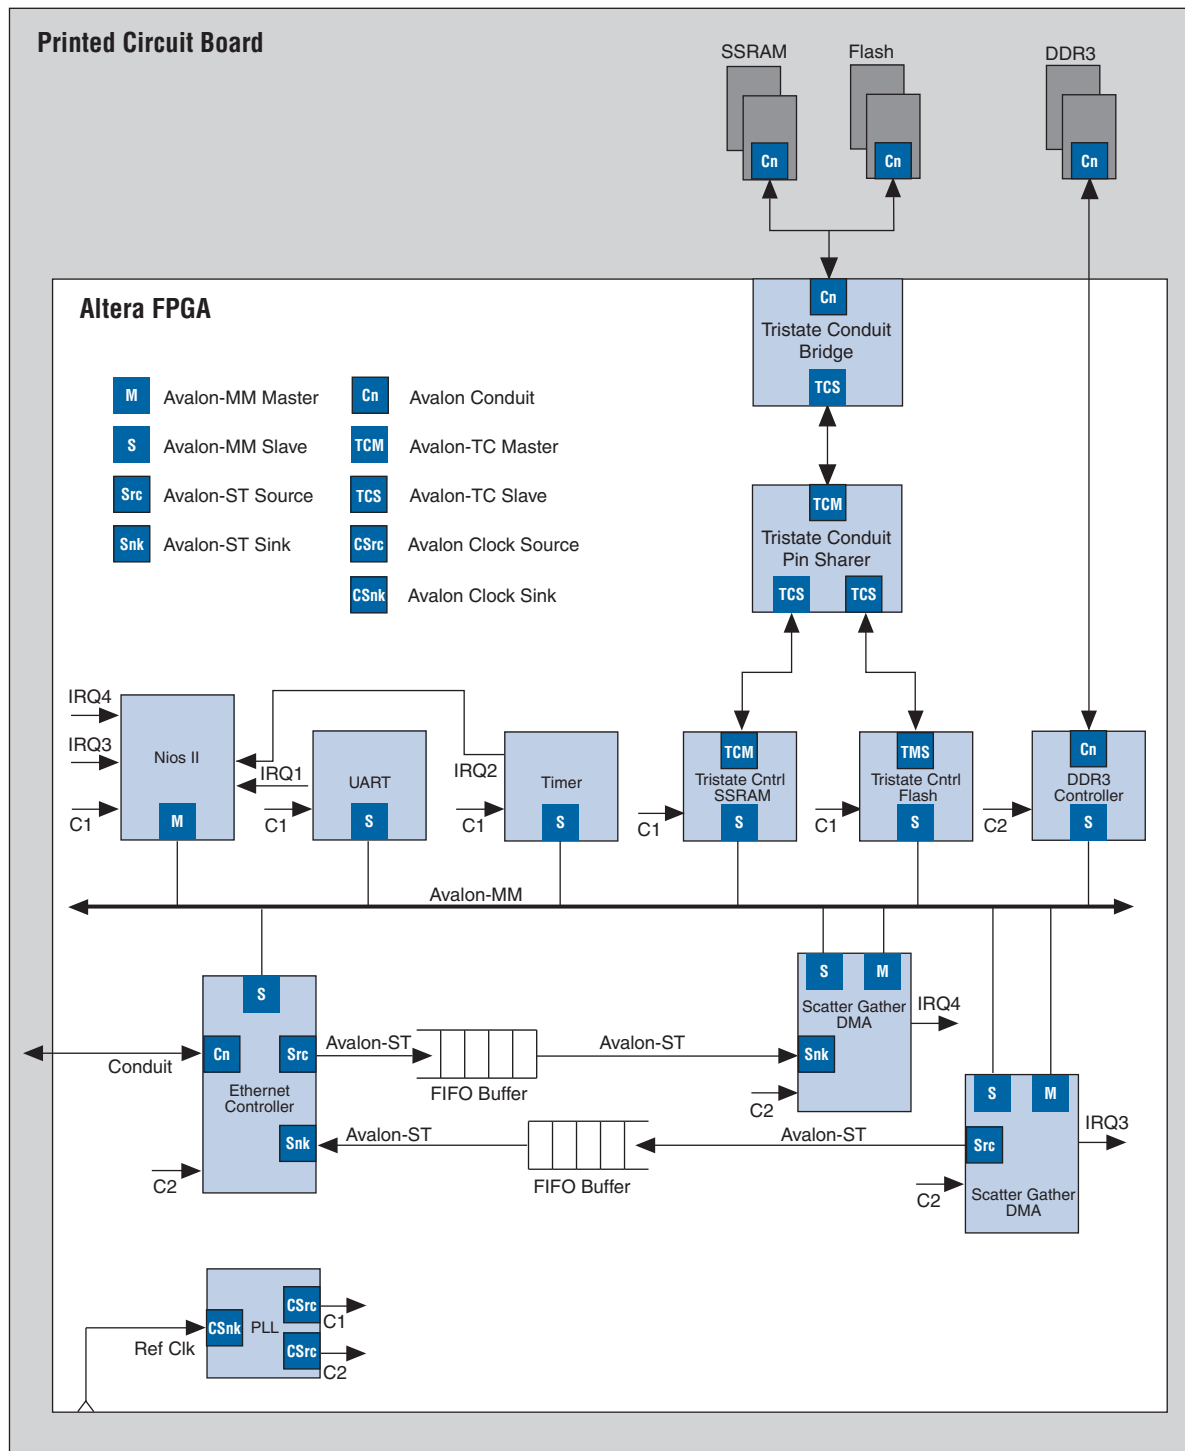 Printed Circuit Board
SSRAM
Flash
DDR3
Cn
Cn
Cn
Altera FPGA
Cn
Tristate Conduit
Bridge
TCS
M Avalon-MM Master
Cn Avalon Conduit
S Avalon-MM Slave
TCM Avalon-TC Master
Src Avalon-ST Source
TCS Avalon-TC Slave
Snk Avalon-ST Sink
CSrc Avalon Clock Source
CSnk Avalon Clock Sink
TCM
Tristate Conduit
Pin Sharer
TCS
TCS
IRQ4
IRQ3
C1
Nios II
M
IRQ1
C1
UART
S
IRQ2
C1
Timer
S
C1
TCM
Tristate Cntrl
SSRAM
S
C1
TMS
Tristate Cntrl
Flash
S
C2
Cn
DDR3
Controller
S
Avalon-MM
S
Conduit
Cn
Src
Ethernet
Controller
Snk
C2
Avalon-ST
FIFO Buffer
Avalon-ST
S
M
Scatter Gather
DMA
Snk
C2
IRQ4
Avalon-ST
FIFO Buffer
Avalon-ST
S
M
Src
Scatter Gather
DMA
C2
IRQ3
Ref Clk
CSnk
PLL
CSrc
C1
CSrc
C2